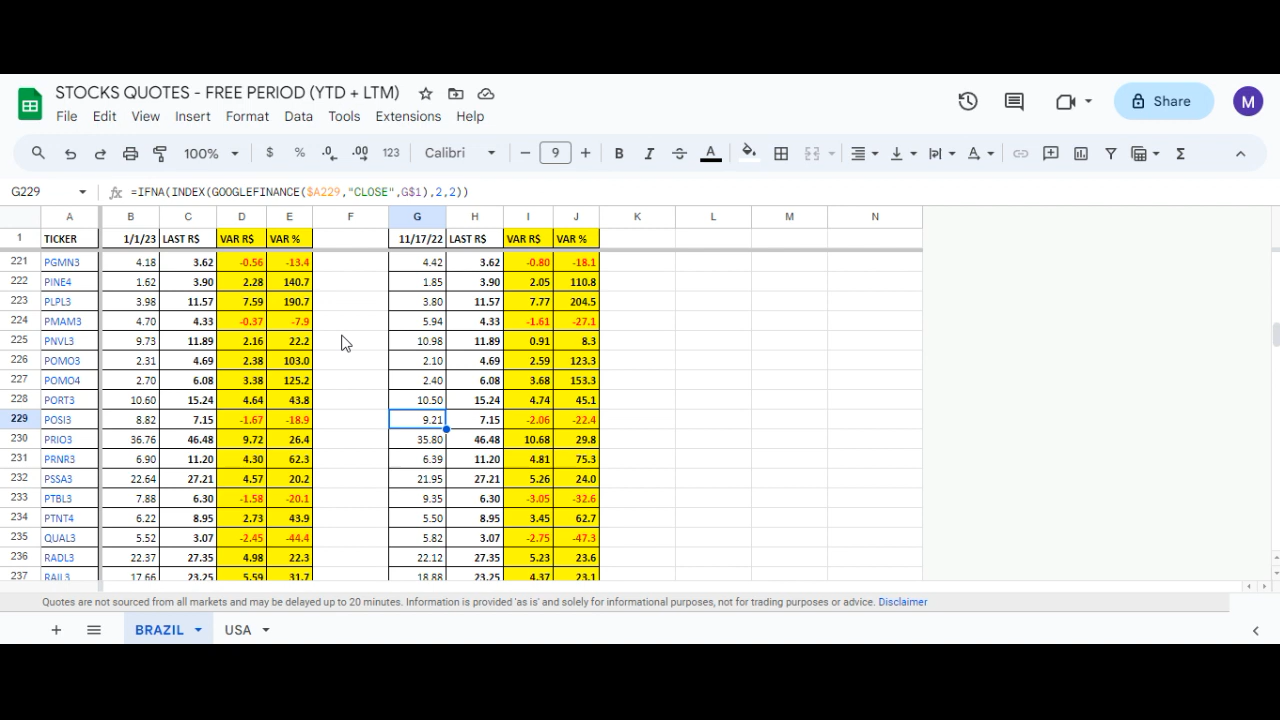 STOCKS QUOTES - FREE PERIOD (YTD + LTM)
File Edit View Insert Format Data Tools Extensions Help
Share
M
100% $ % .0 .00 123 Calibri 9 B I A
G229 fx =IFNA(INDEX(GOOGLEFINANCE($A229,"CLOSE",G$1),2,2))
A B C D E F G H I J K L M N
1 TICKER 1/1/23 LAST R$ VAR R$ VAR % 11/17/22 LAST R$ VAR R$ VAR %
221 PGMN3 4.18 3.62 -0.56 -13.4 4.42 3.62 -0.80 -18.1
222 PINE4 1.62 3.90 2.28 140.7 1.85 3.90 2.05 110.8
223 PLPL3 3.98 11.57 7.59 190.7 3.80 11.57 7.77 204.5
224 PMAM3 4.70 4.33 -0.37 -7.9 5.94 4.33 -1.61 -27.1
225 PNVL3 9.73 11.89 2.16 22.2 10.98 11.89 0.91 8.3
226 POMO3 2.31 4.69 2.38 103.0 2.10 4.69 2.59 123.3
227 POMO4 2.70 6.08 3.38 125.2 2.40 6.08 3.68 153.3
228 PORT3 10.60 15.24 4.64 43.8 10.50 15.24 4.74 45.1
229 POSI3 8.82 7.15 -1.67 -18.9 9.21 7.15 -2.06 -22.4
230 PRIO3 36.76 46.48 9.72 26.4 35.80 46.48 10.68 29.8
231 PRNR3 6.90 11.20 4.30 62.3 6.39 11.20 4.81 75.3
232 PSSA3 22.64 27.21 4.57 20.2 21.95 27.21 5.26 24.0
233 PTBL3 7.88 6.30 -1.58 -20.1 9.35 6.30 -3.05 -32.6
234 PTNT4 6.22 8.95 2.73 43.9 5.50 8.95 3.45 62.7
235 QUAL3 5.52 3.07 -2.45 -44.4 5.82 3.07 -2.75 -47.3
236 RADL3 22.37 27.35 4.98 22.3 22.12 27.35 5.23 23.6
237 RAIL3 17.66 23.25 5.59 31.7 18.88 23.25 4.37 23.1
Quotes are not sourced from all markets and may be delayed up to 20 minutes. Information is provided 'as is' and solely for informational purposes, not for trading purposes or advice. Disclaimer
BRAZIL USA